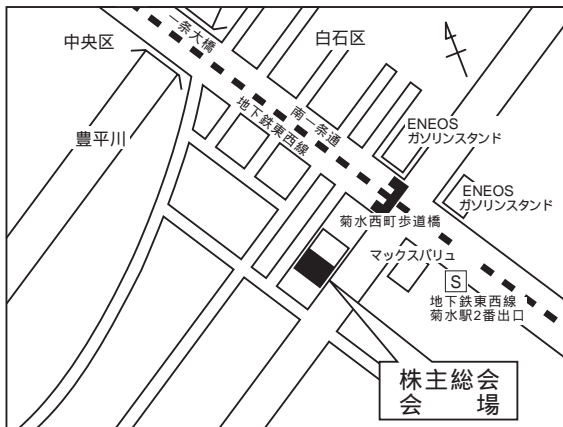 一条大橋
中央区
白石区
豊平川
地下鉄東西線
南一条通
ENEOS
ガソリンスタンド
ENEOS
ガソリンスタンド
菊水西町歩道橋
マックスバリュ
S
地下鉄東西線
菊水駅2番出口
株主総会
会場